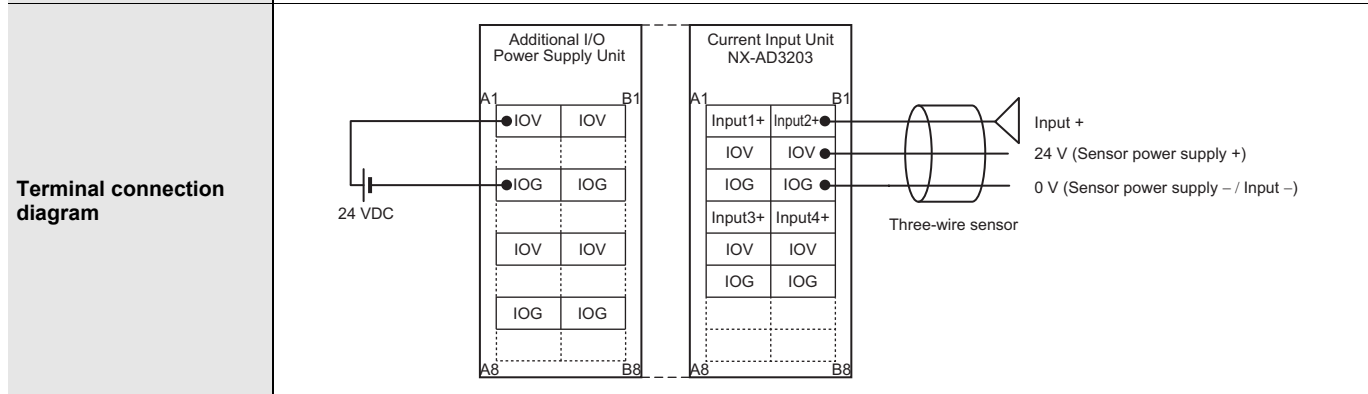 Terminal connection
diagram
Additional I/O
Power Supply Unit
A1
B1
IOV IOV
IOG IOG
IOV IOV
IOG IOG
A8
B8
24 VDC
Current Input Unit
NX-AD3203
A1
B1
Input1+ Input2+
IOV IOV
IOG IOG
Input3+ Input4+
IOV IOV
IOG IOG
A8
B8
Input +
24 V (Sensor power supply +)
0 V (Sensor power supply − / Input −)
Three-wire sensor